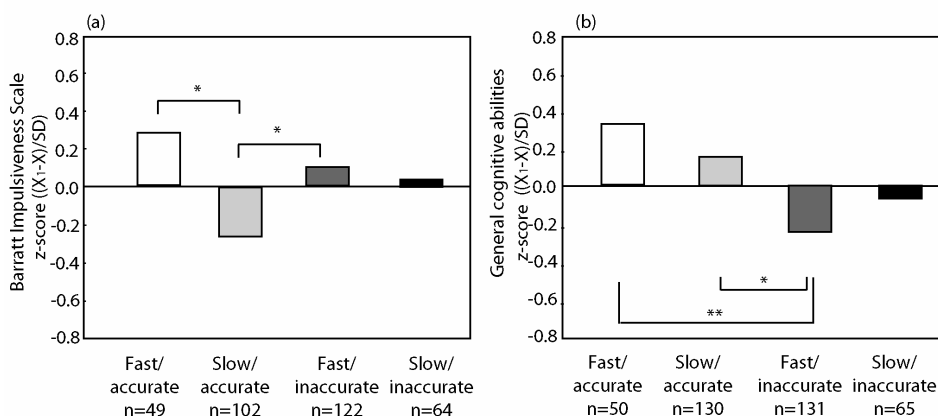 (a)
Barratt Impulsiveness Scale
z-score ((X1-X)/SD)
0.8
0.6
0.4
0.2
0.0
-0.2
-0.4
-0.6
-0.8
*
*
Fast/ Slow/ Fast/ Slow/
accurate accurate inaccurate inaccurate
n=49 n=102 n=122 n=64
(b)
General cognitive abilities
z-score ((X1-X)/SD)
0.8
0.6
0.4
0.2
0.0
-0.2
-0.4
-0.6
-0.8
*
**
Fast/ Slow/ Fast/ Slow/
accurate accurate inaccurate inaccurate
n=50 n=130 n=131 n=65